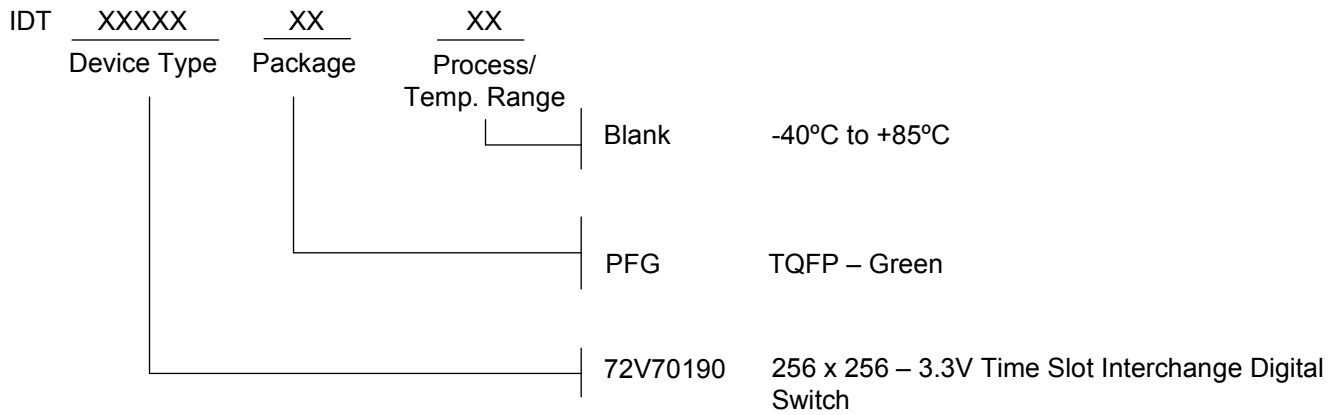 IDT XXXXX XX XX
Device Type Package Process/
Temp. Range
Blank -40ºC to +85ºC
PFG TQFP – Green
72V70190 256 x 256 – 3.3V Time Slot Interchange Digital
Switch